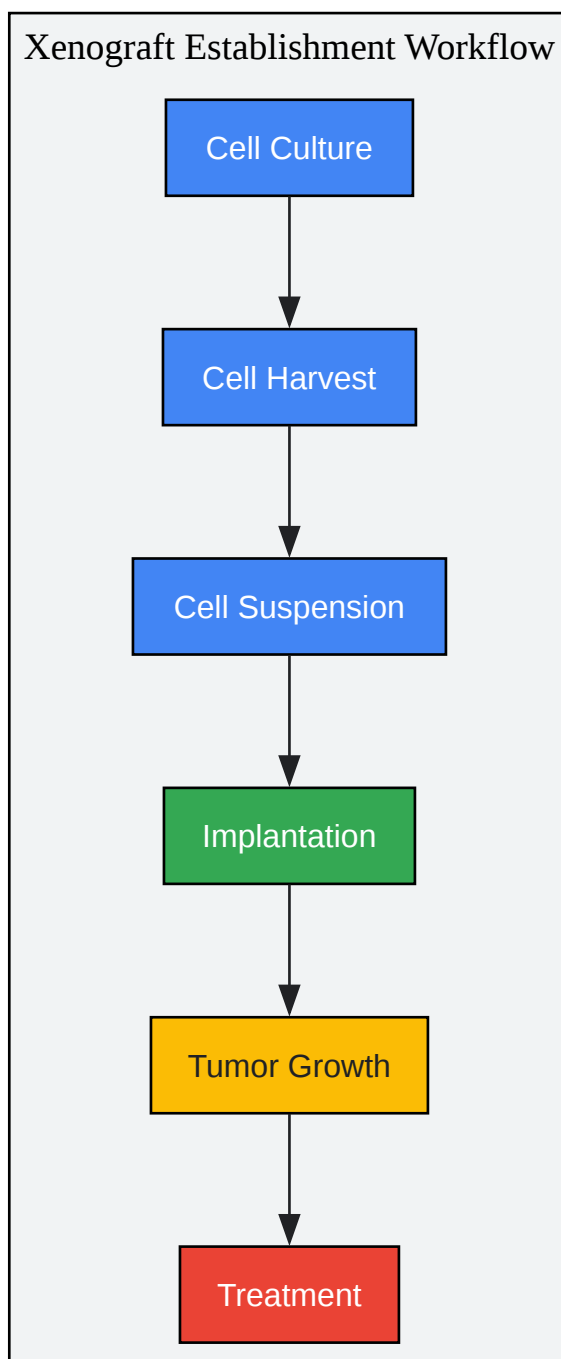 Xenograft Establishment Workflow
Cell Culture
Cell Harvest
Cell Suspension
Implantation
Tumor Growth
Treatment